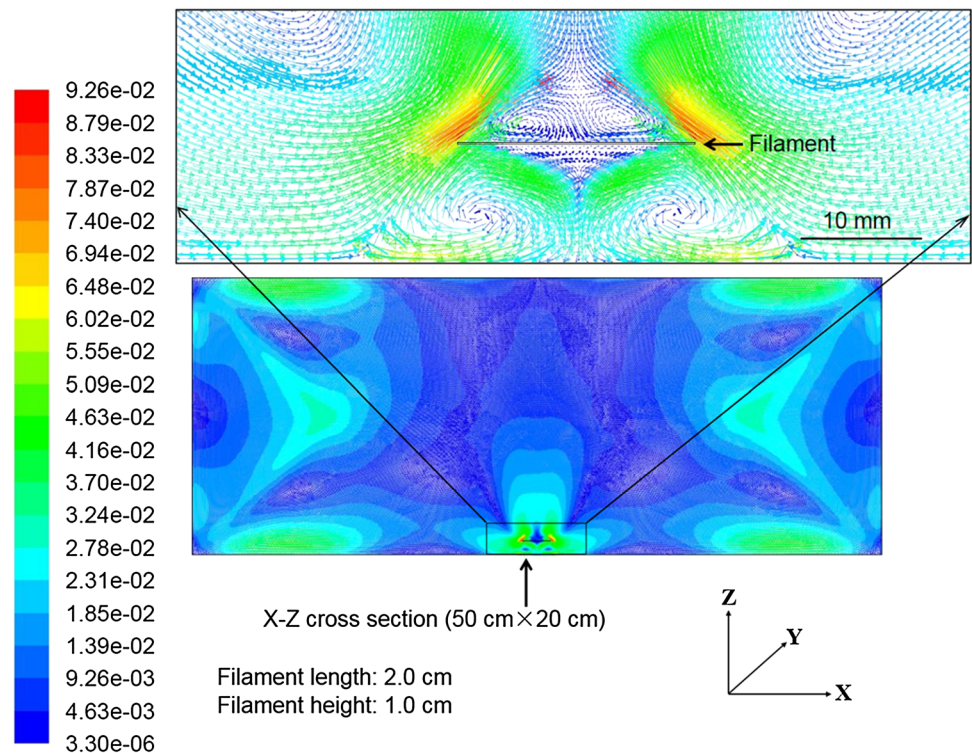 9.26e-02
8.79e-02
8.33e-02
7.87e-02
7.40e-02
6.94e-02
6.48e-02
6.02e-02
5.55e-02
5.09e-02
4.63e-02
4.16e-02
3.70e-02
3.24e-02
2.78e-02
2.31e-02
1.85e-02
1.39e-02
9.26e-03
4.63e-03
3.30e-06
Filament
10 mm
X-Z cross section (50 cm×20 cm)
Filament length: 2.0 cm
Filament height: 1.0 cm
Z
Y
X